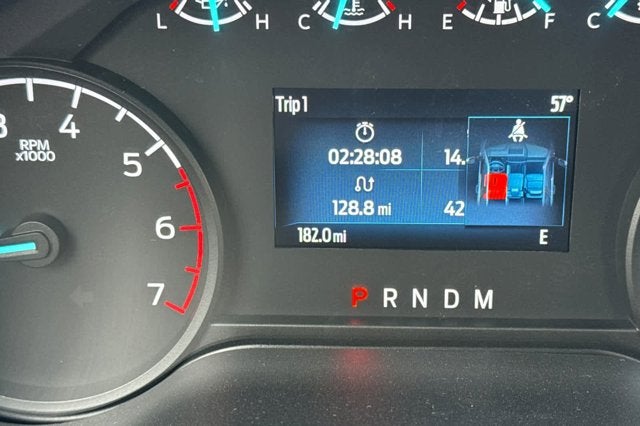 L H C H E F C
Trip 1 57°
02:28:08 14.
128.8 mi 42
182.0 mi E
3 4 5 6 7
RPM
x1000
P R N D M